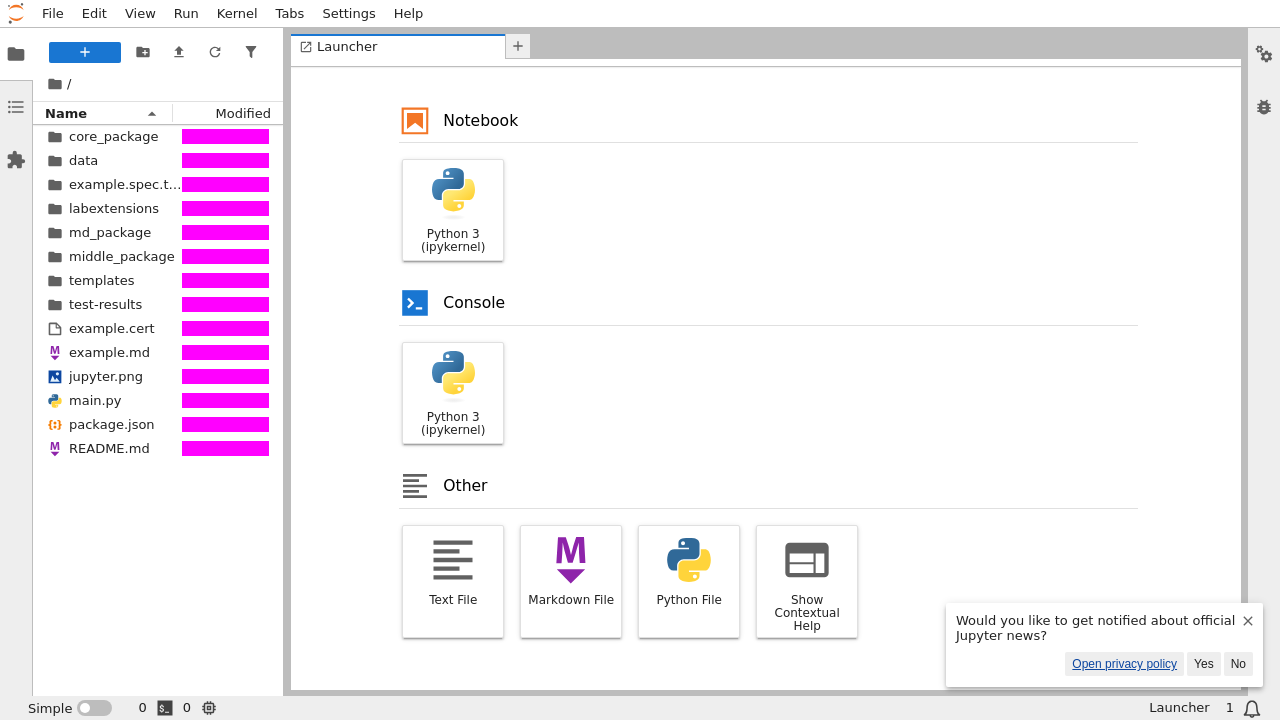 File Edit View Run Kernel Tabs Settings Help
Launcher
/
Name Modified
core_package
data
example.spec.t...
labextensions
md_package
middle_package
templates
test-results
example.cert
example.md
jupyter.png
main.py
package.json
README.md
Notebook
Python 3
(ipykernel)
Console
Python 3
(ipykernel)
Other
Text File
Markdown File
Python File
Show
Contextual
Help
Would you like to get notified about official
Jupyter news?
Open privacy policy Yes No
Simple 0 $_ 0 Launcher 1